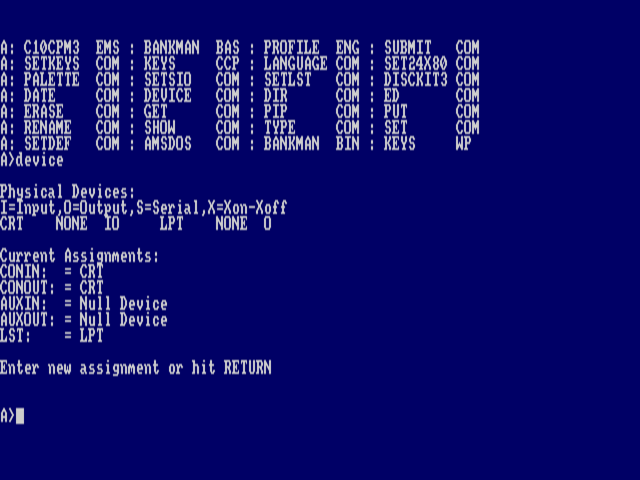 A: C10CPM3  EMS : BANKMAN  BAS : PROFILE  ENG : SUBMIT   COM
A: SETKEYS  COM : KEYS     CCP : LANGUAGE COM : SET24X80 COM
A: PALETTE  COM : SETSIO   COM : SETLST   COM : DISCKIT3 COM
A: DATE     COM : DEVICE   COM : DIR      COM : ED       COM
A: ERASE    COM : GET      COM : PIP      COM : PUT      COM
A: RENAME   COM : SHOW     COM : TYPE     COM : SET      COM
A: SETDEF   COM : AMSDOS   COM : BANKMAN  BIN : KEYS     WP
A>device
Physical Devices:
I=Input,O=Output,S=Serial,X=Xon-Xoff
CRT    NONE  IO     LPT    NONE  O
Current Assignments:
CONIN:  = CRT
CONOUT: = CRT
AUXIN:  = Null Device
AUXOUT: = Null Device
LST:    = LPT
Enter new assignment or hit RETURN
A>